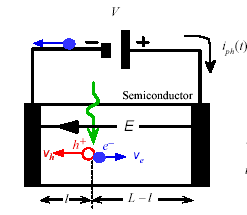 V
− +
i_ph(t)
Semiconductor
E
h⁺ e⁻
v_h v_e
l L − l